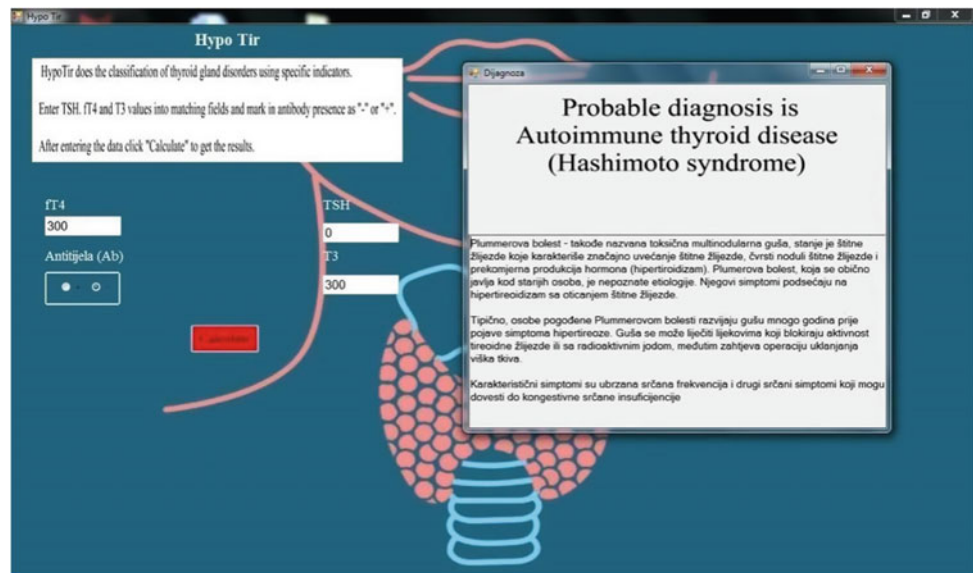 Hypo Tir
Hypo Tir
HypoTir does the classification of thyroid gland disorders using specific indicators.
Enter TSH. fT4 and T3 values into matching fields and mark in antibody presence as "-" or "+".
After entering the data click "Calculate" to get the results.
fT4
300
Antitijela (Ab)
-
TSH
0
T3
300
Dijagnoza
Probable diagnosis is
Autoimmune thyroid disease
(Hashimoto syndrome)
Plummerova bolest - takođe nazvana toksična multinodularna guša, stanje je štitne
žlijezde koje karakteriše značajno uvećanje štitne žlijezde, čvrsti noduli štitne žlijezde i
prekomjerna produkcija hormona (hipertiroidizam). Plumerova bolest, koja se obično
javlja kod starijih osoba, je nepoznate etiologije. Njegovi simptomi podsećaju na
hipertireoidizam sa oticanjem štitne žlijezde.
Tipično, osobe pogođene Plummerovom bolesti razvijaju gušu mnogo godina prije
pojave simptoma hipertireoze. Guša se može liječiti lijekovima koji blokiraju aktivnost
tireoidne žlijezde ili sa radioaktivnim jodom, međutim zahtjeva operaciju uklanjanja
viška tkiva.
Karakteristični simptomi su ubrzana srčana frekvencija i drugi srčani simptomi koji mogu
dovesti do kongestivne srčane insuficijencije